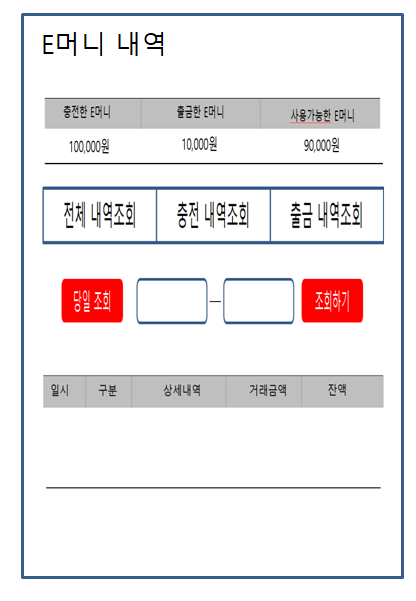 E머니 내역
충전한 E머니 출금한 E머니 사용가능한 E머니
100,000원 10,000원 90,000원
전체 내역조회 충전 내역조회 출금 내역조회
당일 조회 — 조회하기
일시 구분 상세내역 거래금액 잔액